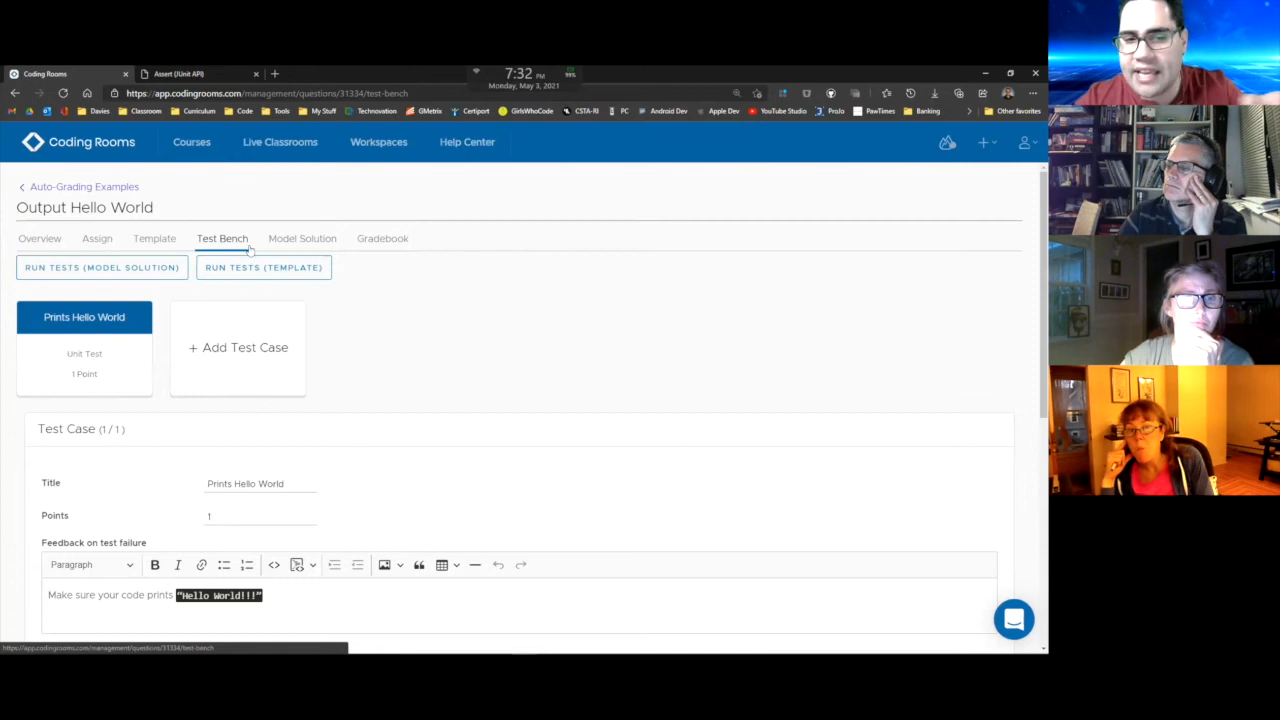 Coding Rooms
Assert (JUnit API)
7:32 PM
99%
Monday, May 3, 2021
https://app.codingrooms.com/management/questions/31334/test-bench
Davies
Classroom
Curriculum
Code
Tools
My Stuff
Technovation
GMetrix
Certiport
GirlsWhoCode
CSTA-RI
PC
Android Dev
Apple Dev
YouTube Studio
ProJo
PawTimes
Banking
Other favorites
Coding Rooms
Courses
Live Classrooms
Workspaces
Help Center
Auto-Grading Examples
Output Hello World
Overview
Assign
Template
Test Bench
Model Solution
Gradebook
RUN TESTS (MODEL SOLUTION)
RUN TESTS (TEMPLATE)
Prints Hello World
Unit Test
1 Point
+ Add Test Case
Test Case (1 / 1)
Title
Prints Hello World
Points
1
Feedback on test failure
Paragraph
Make sure your code prints "Hello World!!!"
https://app.codingrooms.com/management/questions/31334/test-bench